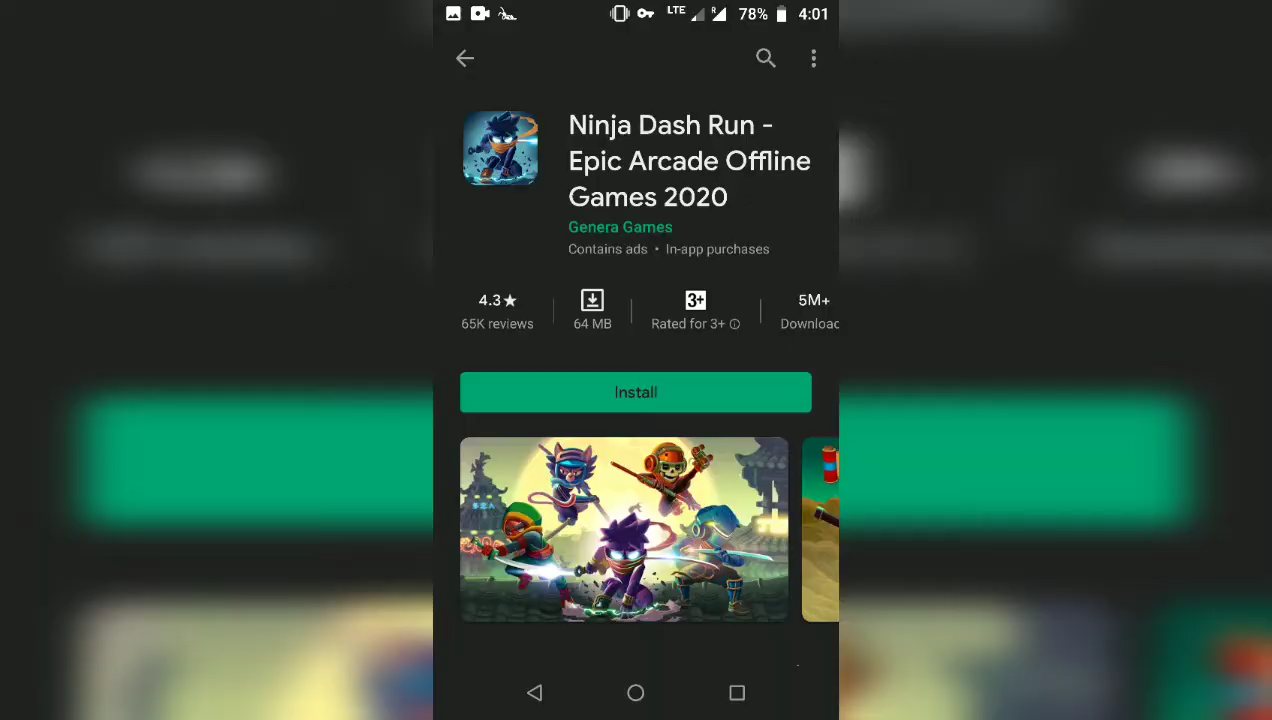 LTE R 78% 4:01
Ninja Dash Run -
Epic Arcade Offline
Games 2020
Genera Games
Contains ads • In-app purchases
4.3★ 3+ 5M+
65K reviews 64 MB Rated for 3+ Downloac
Install